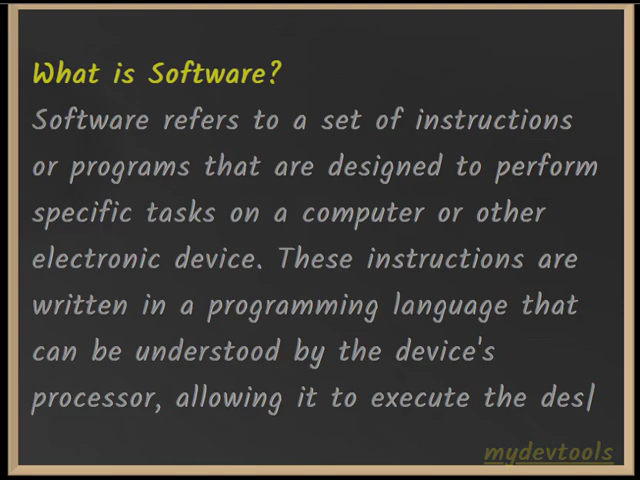 What is Software?
Software refers to a set of instructions
or programs that are designed to perform
specific tasks on a computer or other
electronic device. These instructions are
written in a programming language that
can be understood by the device's
processor, allowing it to execute the des|
mydevtools